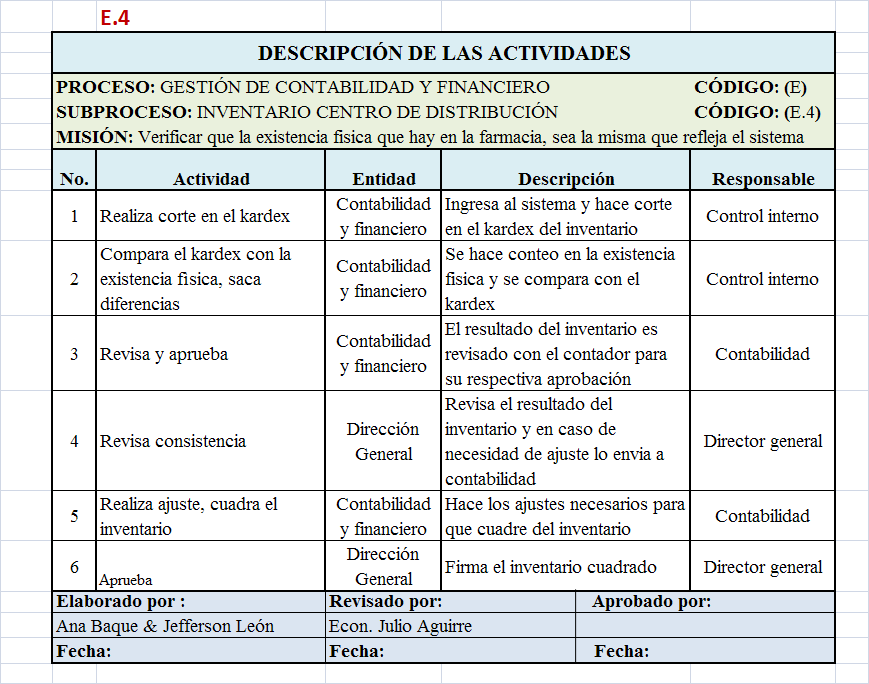 E.4
DESCRIPCIÓN DE LAS ACTIVIDADES
PROCESO: GESTIÓN DE CONTABILIDAD Y FINANCIERO CÓDIGO: (E)
SUBPROCESO: INVENTARIO CENTRO DE DISTRIBUCIÓN CÓDIGO: (E.4)
MISIÓN: Verificar que la existencia fisica que hay en la farmacia, sea la misma que refleja el sistema
No. Actividad Entidad Descripción Responsable
1
Realiza corte en el kardex
Contabilidad
y financiero
Ingresa al sistema y hace corte
en el kardex del inventario
Control interno
2
Compara el kardex con la
existencia fisica, saca
diferencias
Contabilidad
y financiero
Se hace conteo en la existencia
fisica y se compara con el
kardex
Control interno
3
Revisa y aprueba
Contabilidad
y financiero
El resultado del inventario es
revisado con el contador para
su respectiva aprobación
Contabilidad
4
Revisa consistencia
Dirección
General
Revisa el resultado del
inventario y en caso de
necesidad de ajuste lo envia a
contabilidad
Director general
5
Realiza ajuste, cuadra el
inventario
Contabilidad
y financiero
Hace los ajustes necesarios para
que cuadre del inventario
Contabilidad
6
Aprueba
Dirección
General
Firma el inventario cuadrado
Director general
Elaborado por : Revisado por: Aprobado por:
Ana Baque & Jefferson León Econ. Julio Aguirre
Fecha: Fecha: Fecha: